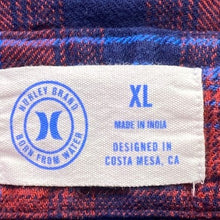 HURLEY BRAND
BORN FROM WATER
XL
MADE IN INDIA
DESIGNED IN
COSTA MESA, CA